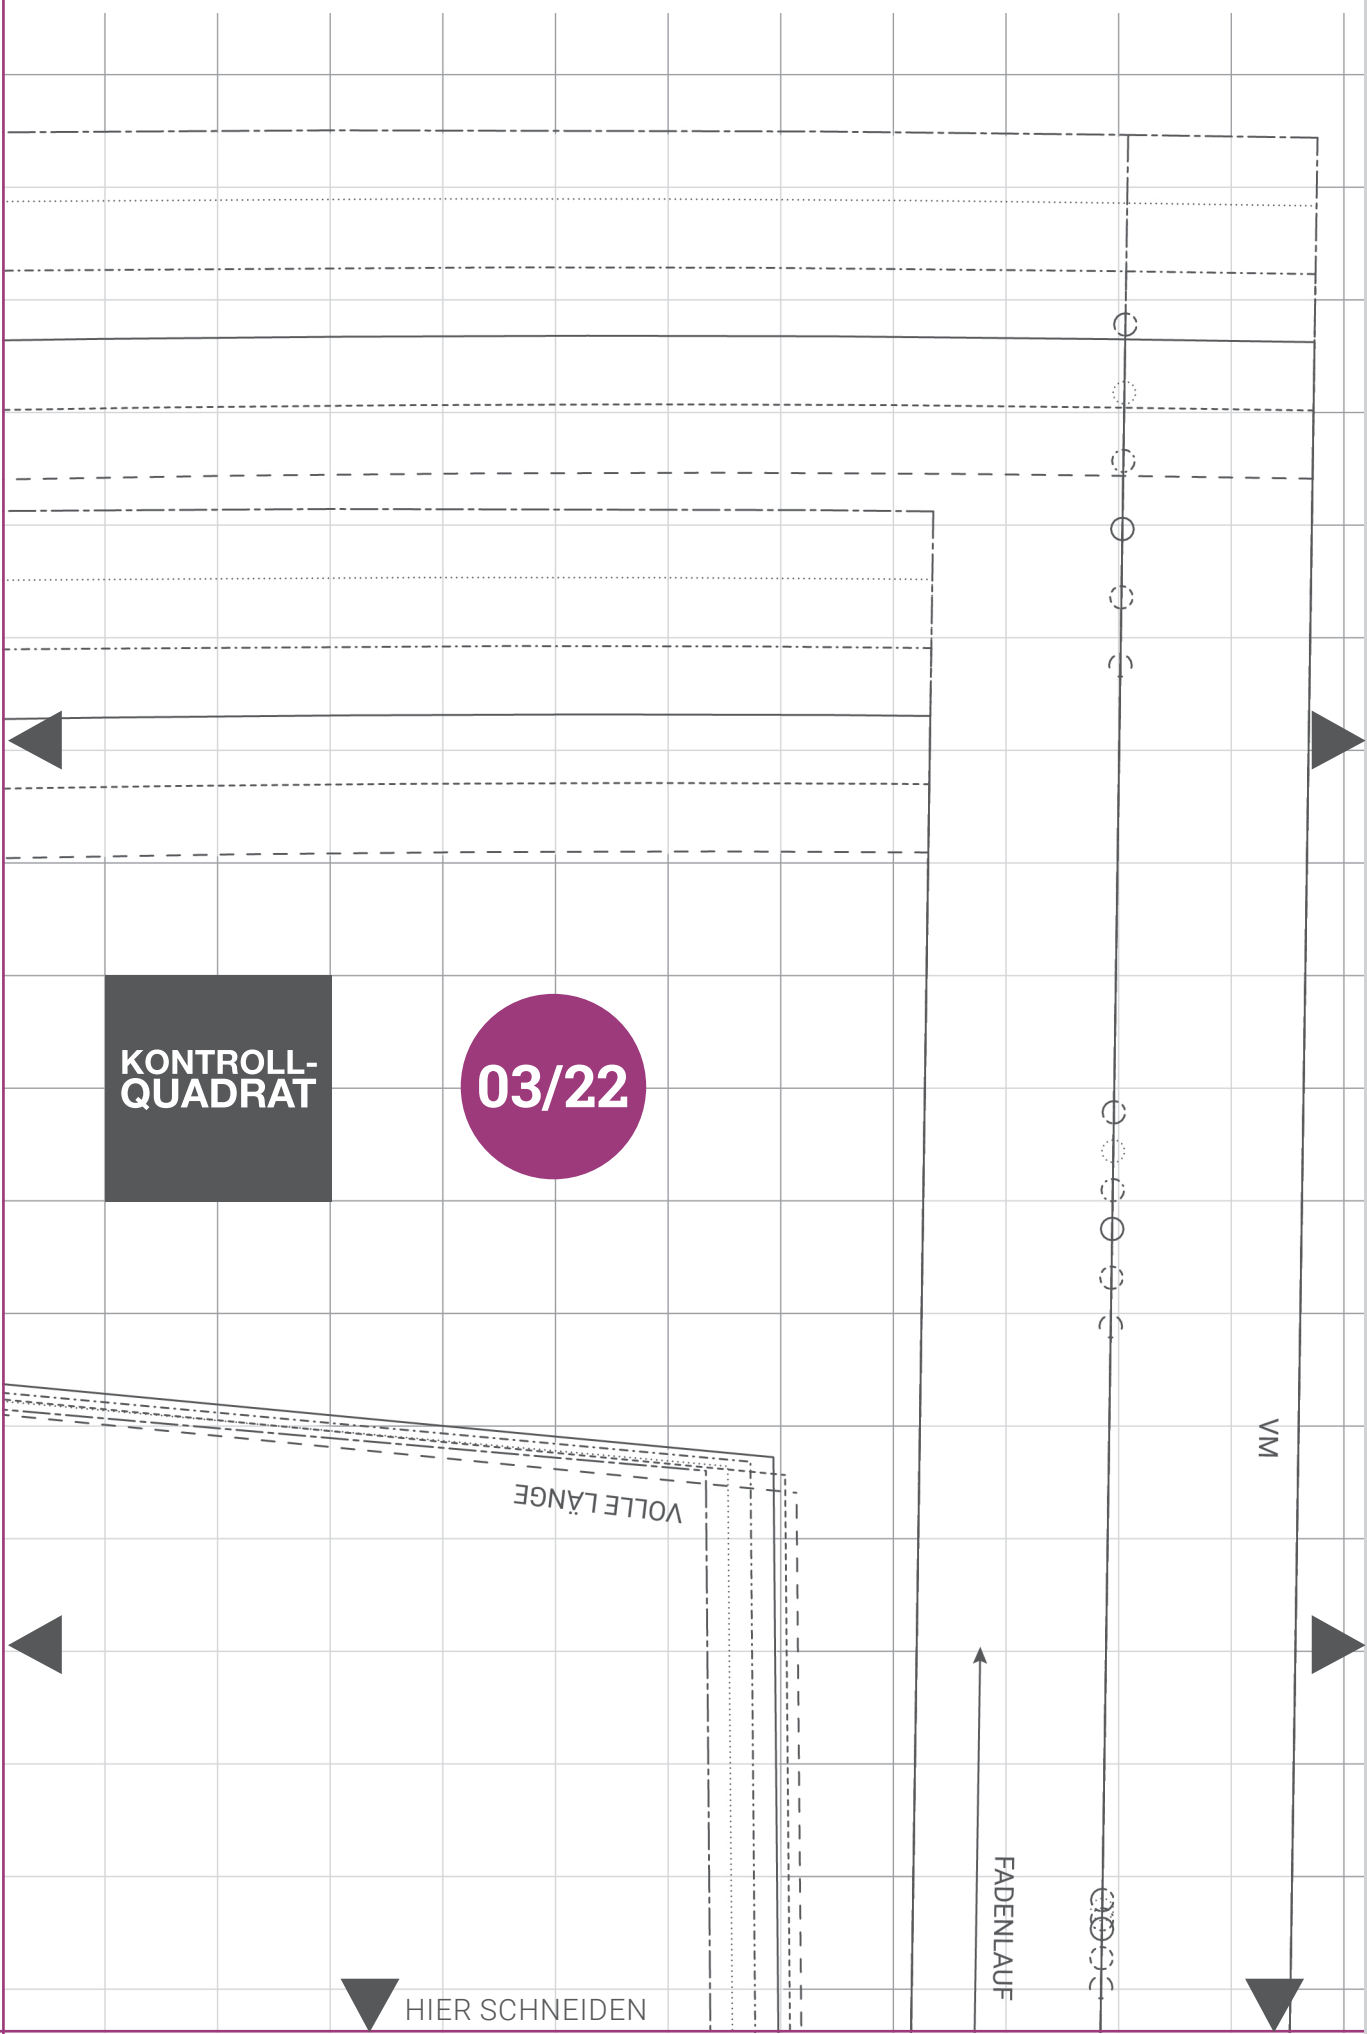 KONTROLL-
QUADRAT
03/22
VM
VOLLE LÄNGE
FADENLAUF
HIER SCHNEIDEN